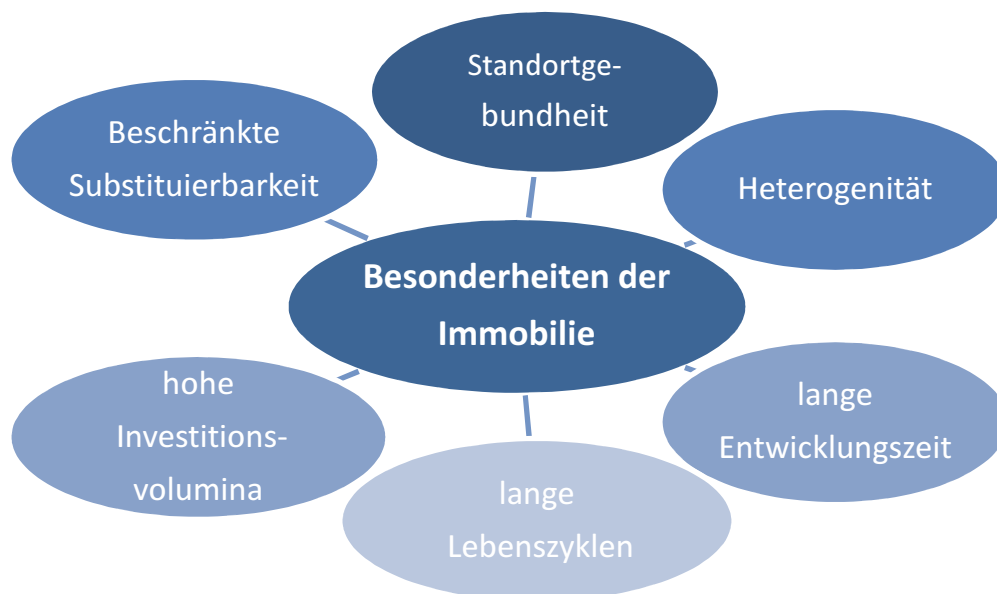 Standortge-
bundheit
Beschränkte
Substituierbarkeit
Heterogenität
Besonderheiten der
Immobilie
hohe
Investitions-
volumina
lange
Entwicklungszeit
lange
Lebenszyklen